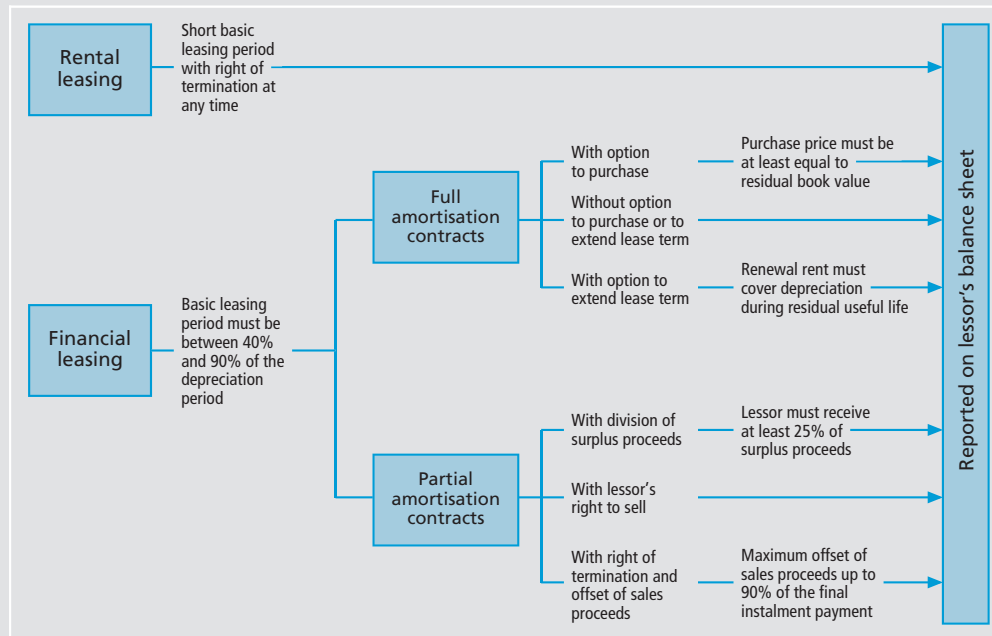 Rental
leasing
Short basic
leasing period
with right of
termination at
any time
Financial
leasing
Basic leasing
period must be
between 40%
and 90% of the
depreciation
period
Full
amortisation
contracts
With option
to purchase
Purchase price must be
at least equal to
residual book value
Without option
to purchase or to
extend lease term
With option to
extend lease term
Renewal rent must
cover depreciation
during residual useful life
Partial
amortisation
contracts
With division of
surplus proceeds
Lessor must receive
at least 25% of
surplus proceeds
With lessor's
right to sell
With right of
termination and
offset of sales
proceeds
Maximum offset of
sales proceeds up to
90% of the final
instalment payment
Reported on lessor's balance sheet